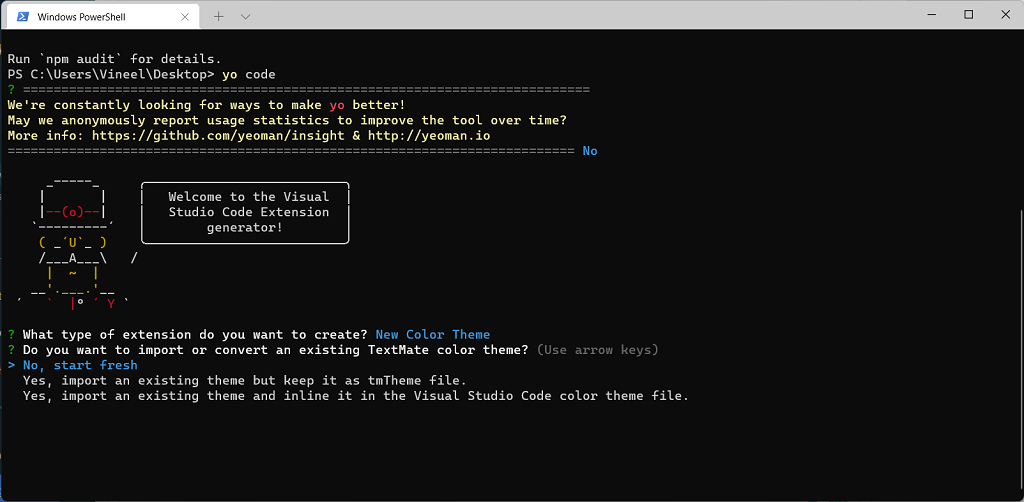 Windows PowerShell
Run `npm audit` for details.
PS C:\Users\Vineel\Desktop> yo code
? ==========================================================================
We're constantly looking for ways to make yo better!
May we anonymously report usage statistics to improve the tool over time?
More info: https://github.com/yeoman/insight & http://yeoman.io
========================================================================== No
     _-----_     ╭──────────────────────────╮
    |       |    │   Welcome to the Visual  │
    |--(o)--|    │   Studio Code Extension  │
   `---------´   │        generator!        │
    ( _´U`_ )    ╰──────────────────────────╯
    /___A___\   /
     |  ~  |
   __'.___.'__
 ´   `  |° ´ Y `
? What type of extension do you want to create? New Color Theme
? Do you want to import or convert an existing TextMate color theme? (Use arrow keys)
> No, start fresh
  Yes, import an existing theme but keep it as tmTheme file.
  Yes, import an existing theme and inline it in the Visual Studio Code color theme file.